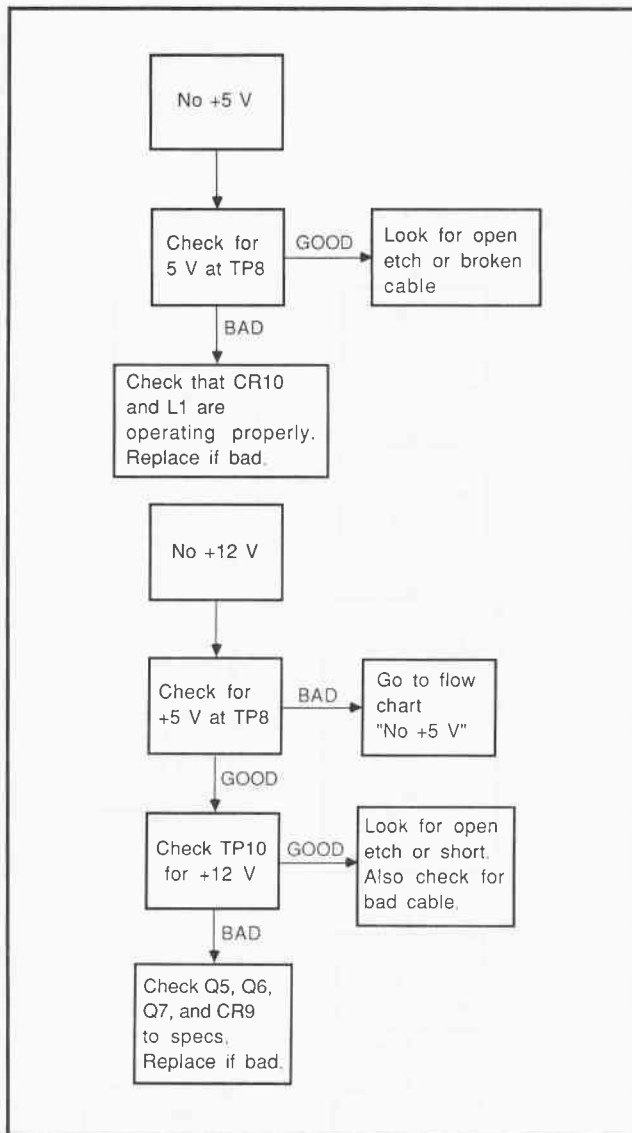 No +5 V
Check for
5 V at TP8
GOOD
Look for open
etch or broken
cable
BAD
Check that CR10
and L1 are
operating properly.
Replace if bad.
No +12 V
Check for
+5 V at TP8
BAD
Go to flow
chart
"No +5 V"
GOOD
Check TP10
for +12 V
GOOD
Look for open
etch or short.
Also check for
bad cable.
BAD
Check Q5, Q6,
Q7, and CR9
to specs.
Replace if bad.